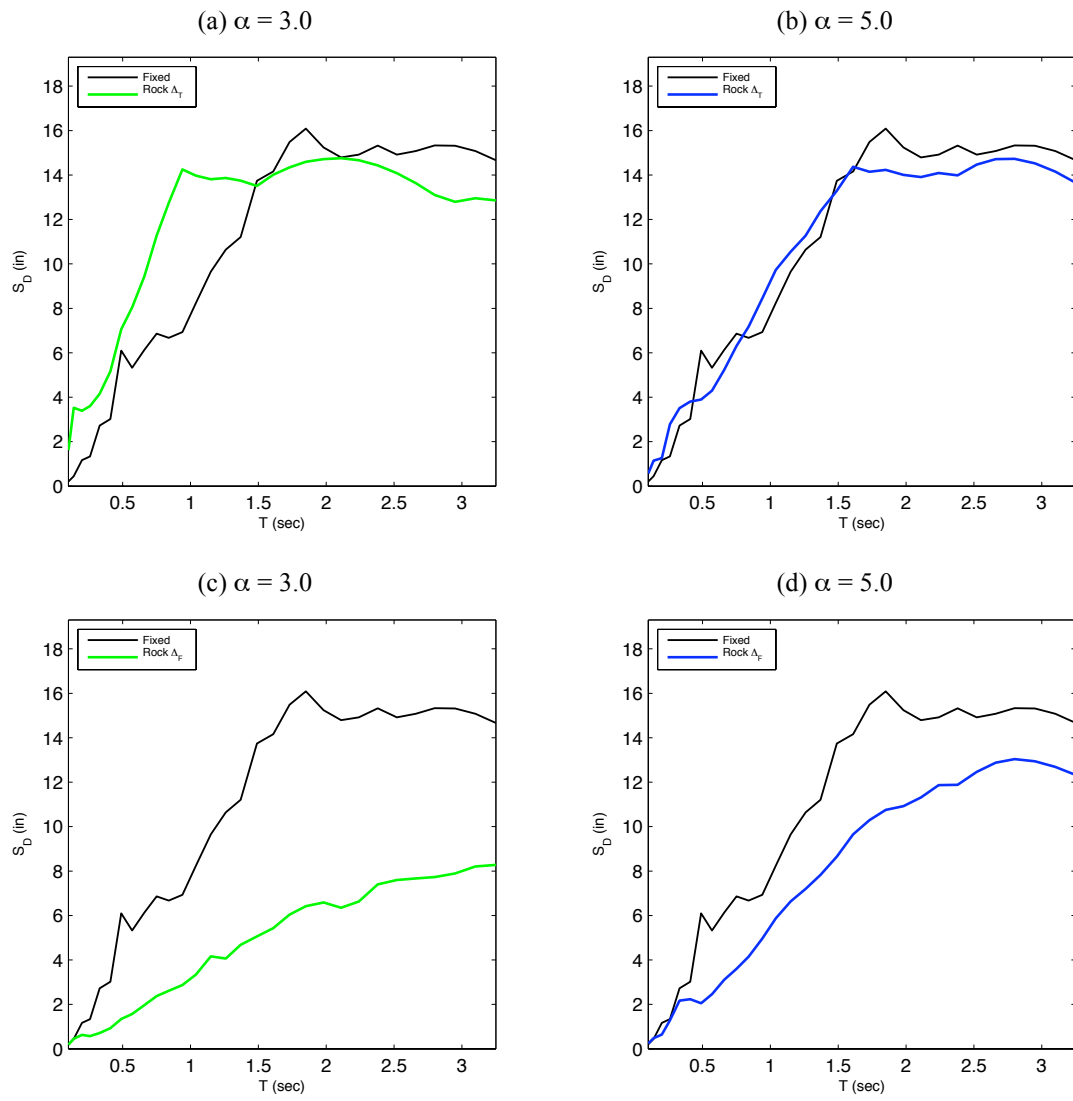 (a) α = 3.0
(b) α = 5.0
18
16
14
12
10
8
6
4
2
0
S_D (in)
Fixed
Rock Δ_T
0.5 1 1.5 2 2.5 3
T (sec)
18
16
14
12
10
8
6
4
2
0
S_D (in)
Fixed
Rock Δ_T
0.5 1 1.5 2 2.5 3
T (sec)
(c) α = 3.0
(d) α = 5.0
18
16
14
12
10
8
6
4
2
0
S_D (in)
Fixed
Rock Δ_F
0.5 1 1.5 2 2.5 3
T (sec)
18
16
14
12
10
8
6
4
2
0
S_D (in)
Fixed
Rock Δ_F
0.5 1 1.5 2 2.5 3
T (sec)